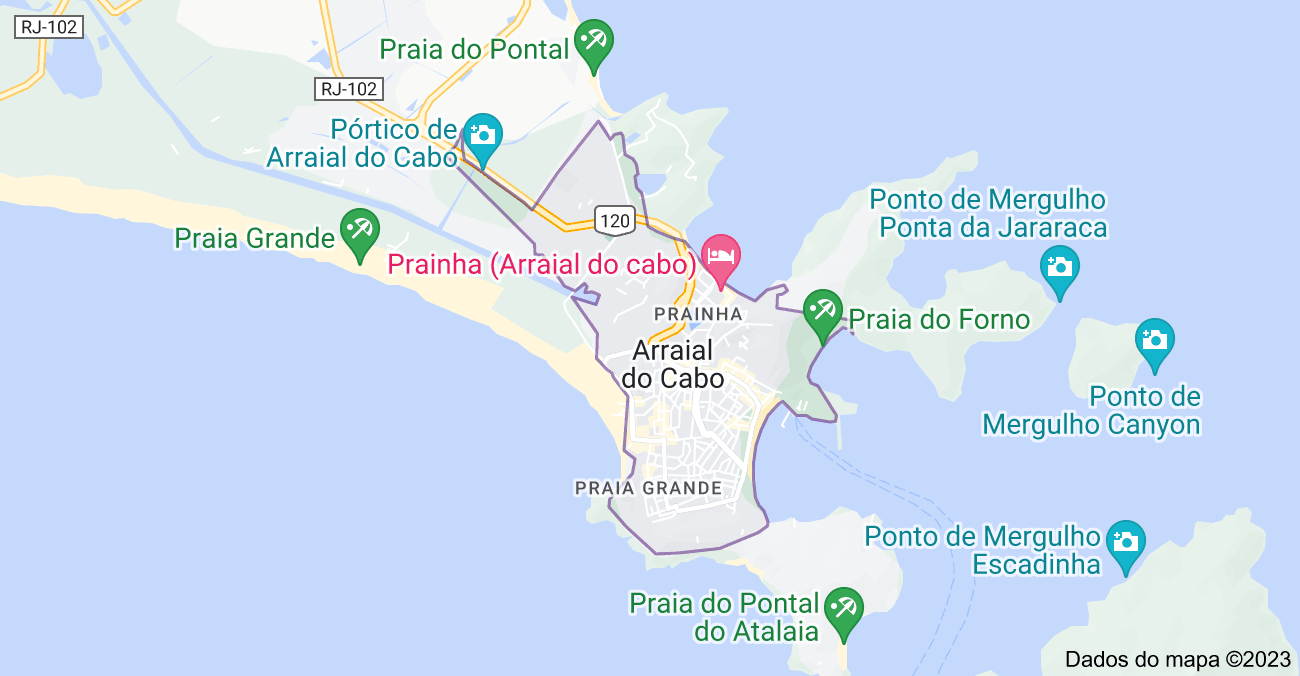 RJ-102
Praia do Pontal
RJ-102
Pórtico de
Arraial do Cabo
Ponto de Mergulho
Ponta da Jararaca
120
Praia Grande
Prainha (Arraial do cabo)
PRAINHA
Praia do Forno
Arraial
do Cabo
Ponto de
Mergulho Canyon
PRAIA GRANDE
Ponto de Mergulho
Escadinha
Praia do Pontal
do Atalaia
Dados do mapa ©2023